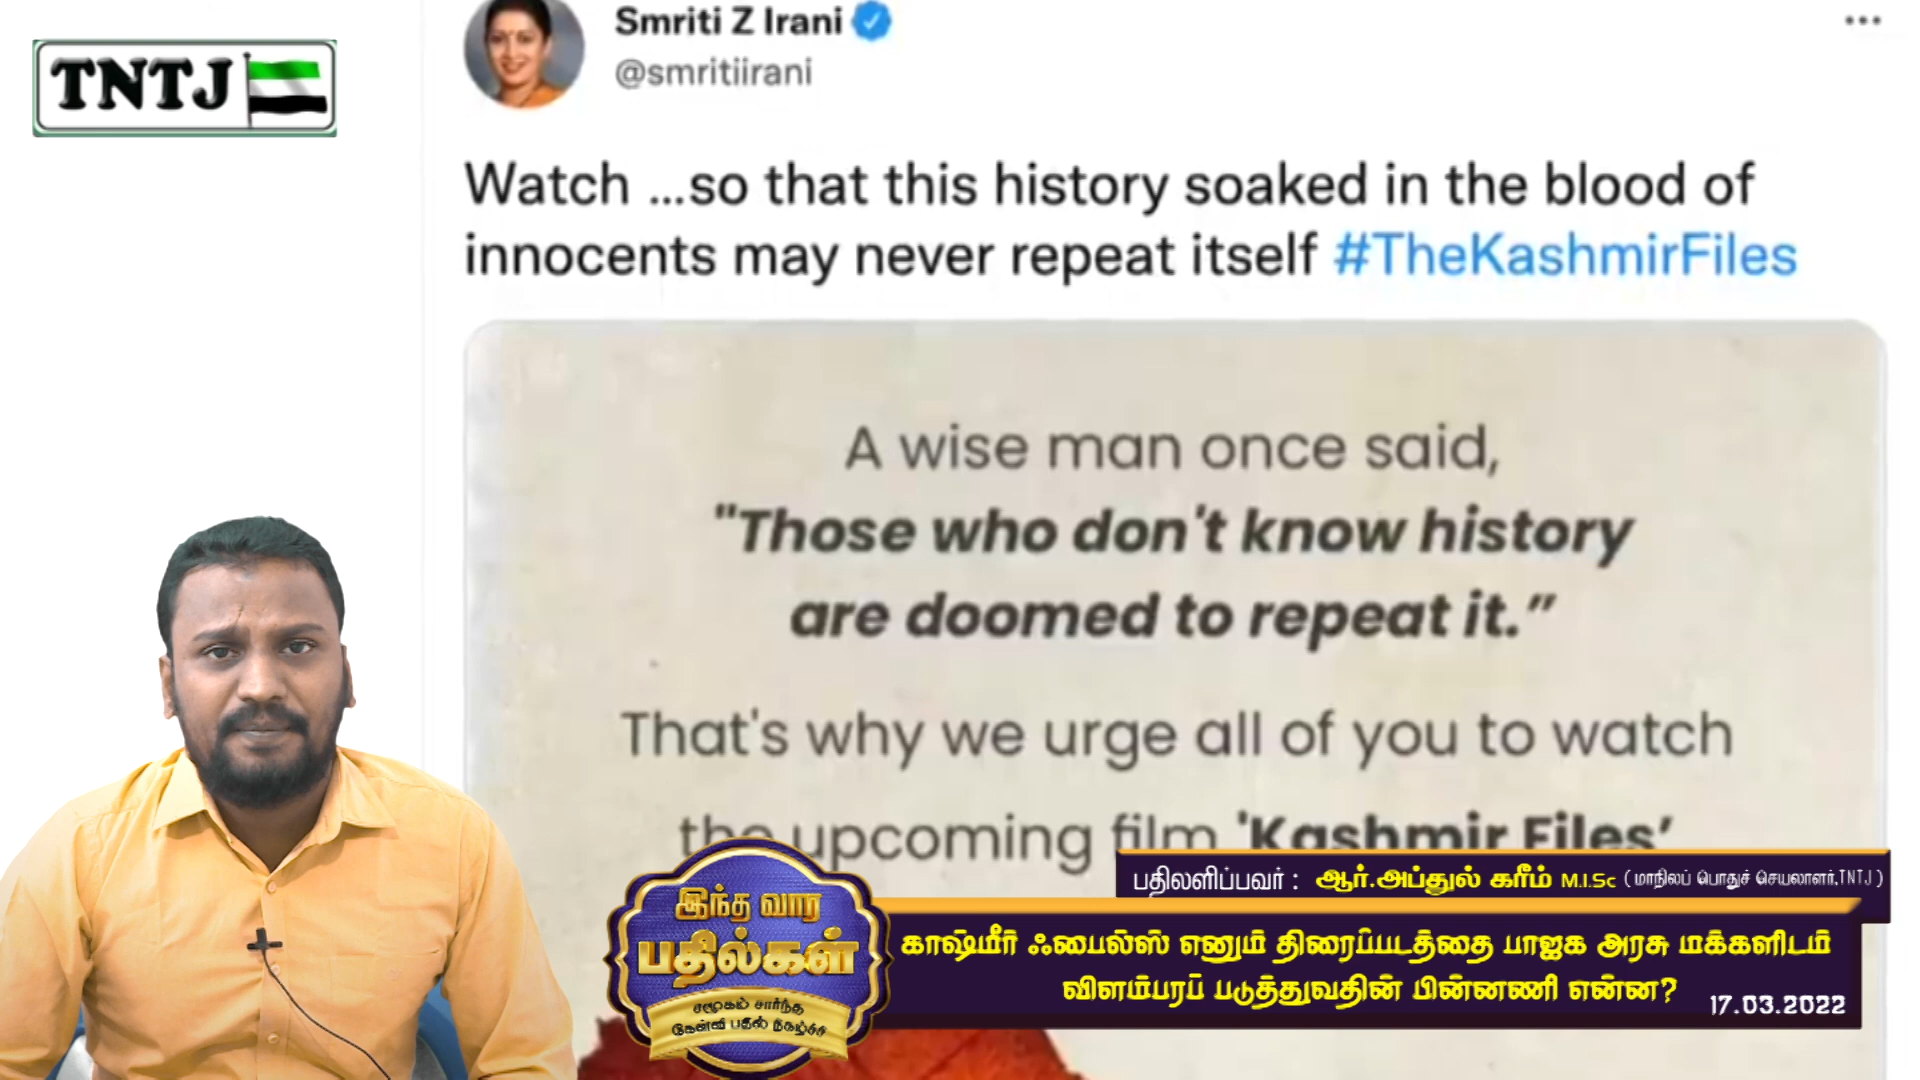 TNTJ
Smriti Z Irani
@smritiirani
Watch ...so that this history soaked in the blood of
innocents may never repeat itself #TheKashmirFiles
A wise man once said,
"Those who don't know history
are doomed to repeat it.”
That's why we urge all of you to watch
the upcoming film 'Kashmir Files’
பதிலளிப்பவர் : ஆர்.அப்துல் கரீம் M.I.Sc ( மாநிலப் பொதுச் செயலாளர்,TNTJ )
இந்த வார
பதில்கள்
சமூகம் சார்ந்த
கேள்வி பதில் நிகழ்ச்சி
காஷ்மீர் ஃபைல்ஸ் எனும் திரைப்படத்தை பாஜக அரசு மக்களிடம்
விளம்பரப் படுத்துவதின் பின்னணி என்ன?
17.03.2022